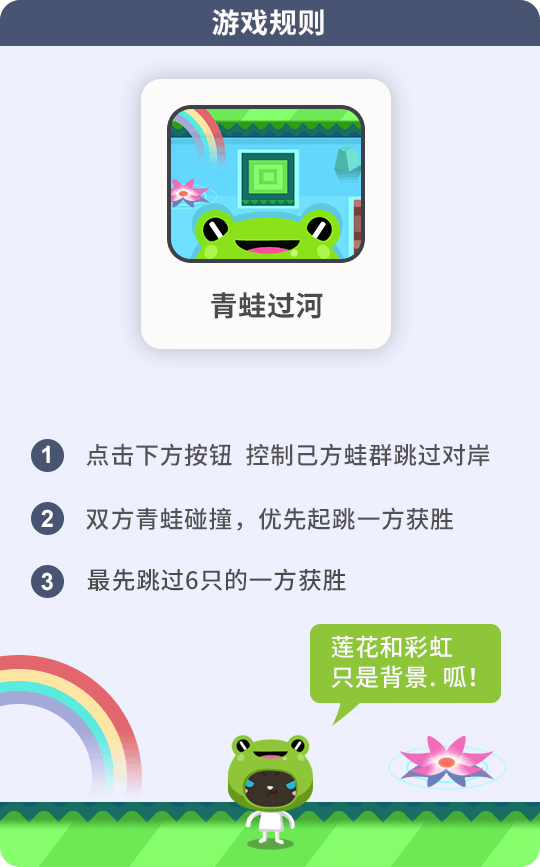 游戏规则
青蛙过河
1 点击下方按钮 控制己方蛙群跳过对岸
2 双方青蛙碰撞，优先起跳一方获胜
3 最先跳过6只的一方获胜
莲花和彩虹
只是背景.呱！